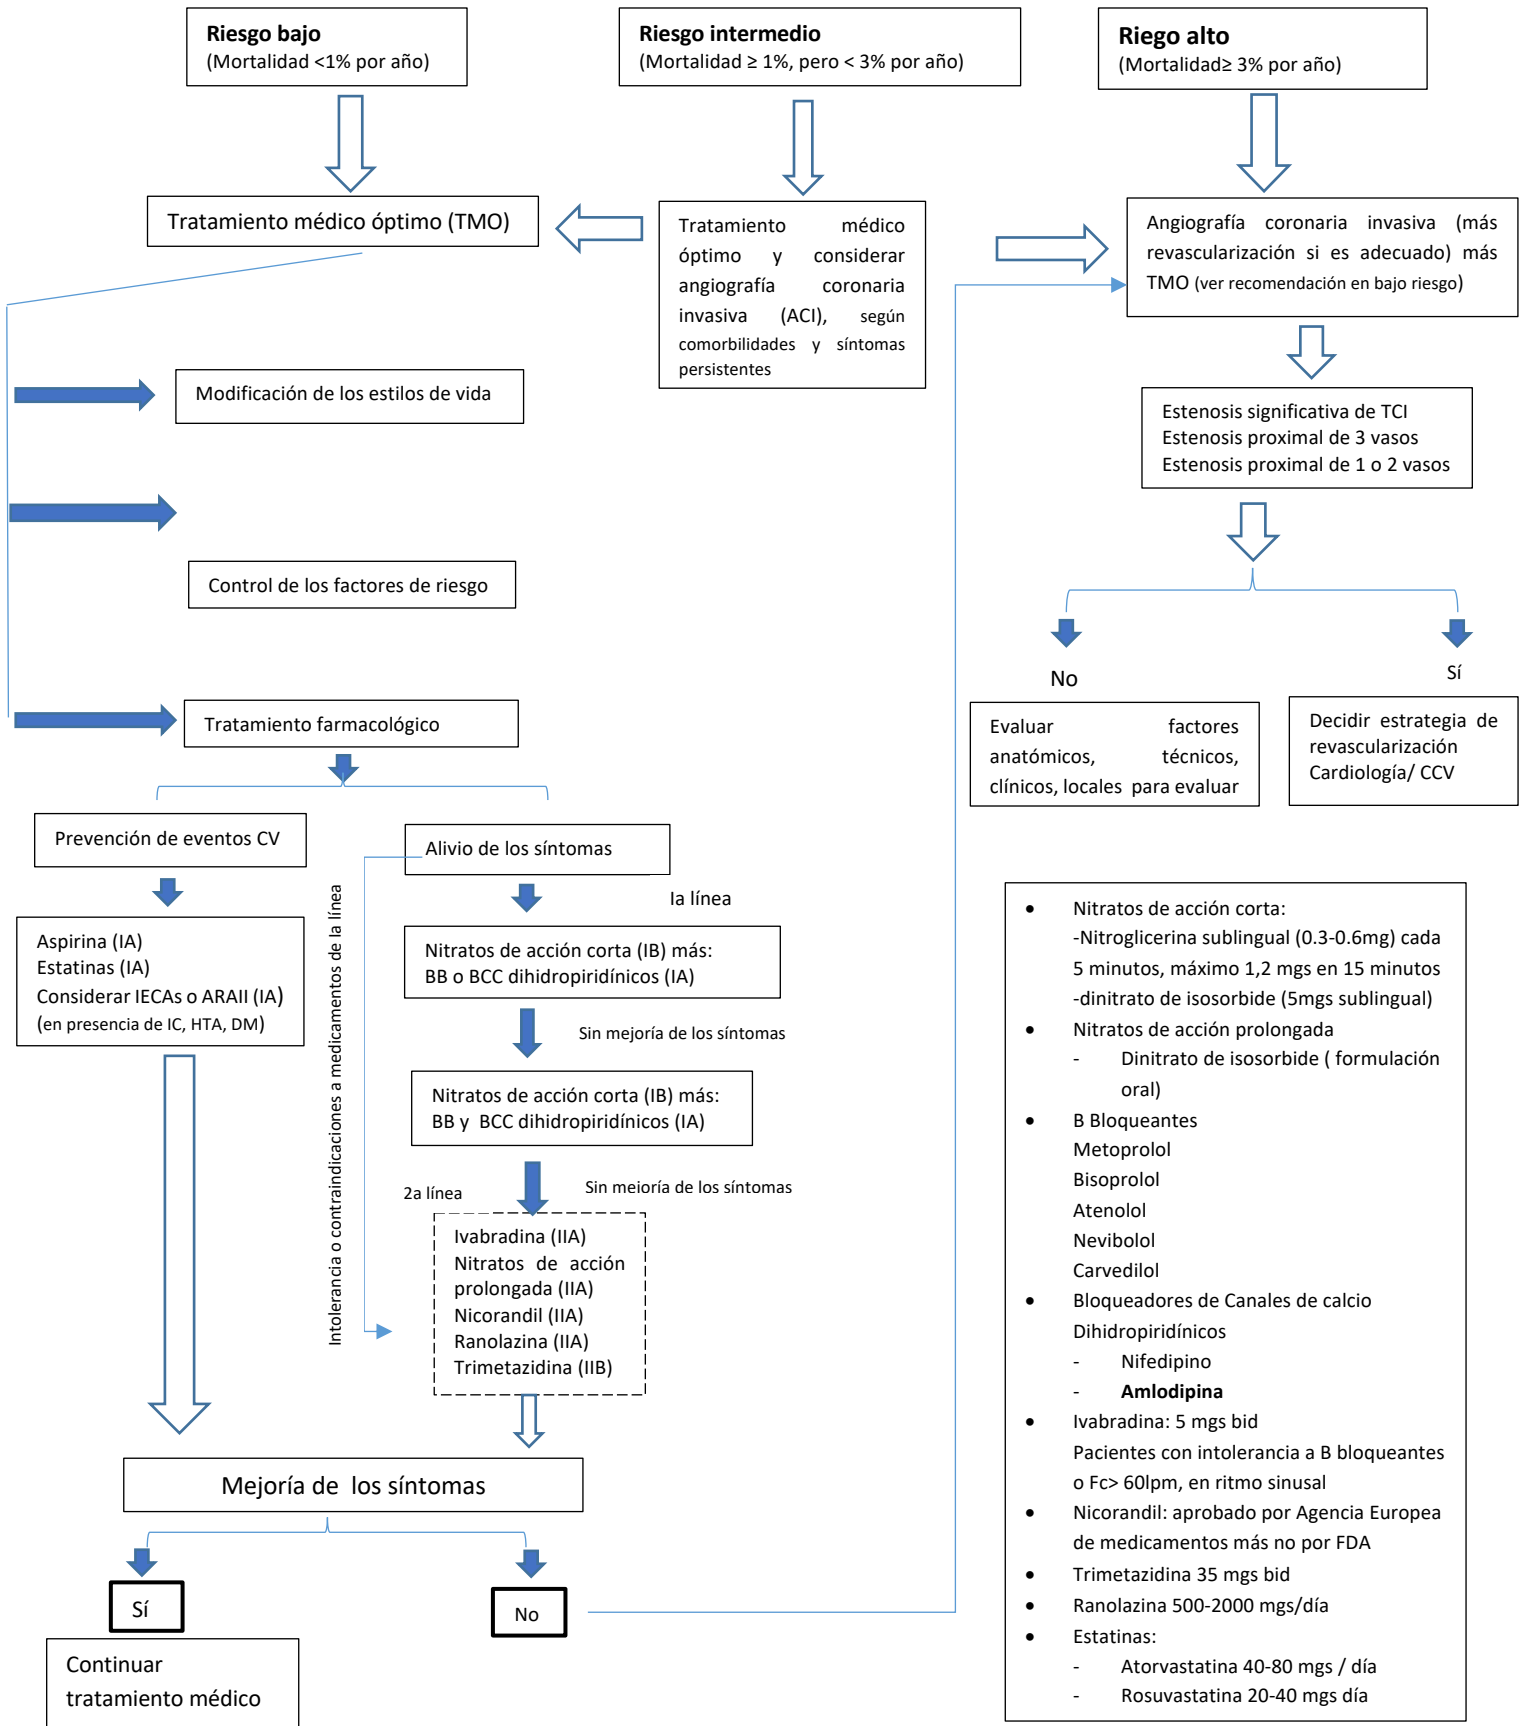 Riesgo bajo
(Mortalidad <1% por año)
Riesgo intermedio
(Mortalidad ≥ 1%, pero < 3% por año)
Riego alto
(Mortalidad≥ 3% por año)
Tratamiento médico óptimo (TMO)
Tratamiento médico
óptimo y considerar
angiografía coronaria
invasiva (ACI), según
comorbilidades y síntomas
persistentes
Angiografía coronaria invasiva (más
revascularización si es adecuado) más
TMO (ver recomendación en bajo riesgo)
Modificación de los estilos de vida
Estenosis significativa de TCI
Estenosis proximal de 3 vasos
Estenosis proximal de 1 o 2 vasos
Control de los factores de riesgo
No
Sí
Tratamiento farmacológico
Evaluar factores
anatómicos, técnicos,
clínicos, locales para evaluar
Decidir estrategia de
revascularización
Cardiología/ CCV
Prevención de eventos CV
Alivio de los síntomas
Intolerancia o contraindicaciones a medicamentos de la línea
Ia línea
Aspirina (IA)
Estatinas (IA)
Considerar IECAs o ARAII (IA)
(en presencia de IC, HTA, DM)
Nitratos de acción corta (IB) más:
BB o BCC dihidropiridínicos (IA)
Sin mejoría de los síntomas
Nitratos de acción corta (IB) más:
BB y BCC dihidropiridínicos (IA)
2a línea
Sin mejoría de los síntomas
Ivabradina (IIA)
Nitratos de acción
prolongada (IIA)
Nicorandil (IIA)
Ranolazina (IIA)
Trimetazidina (IIB)
Mejoría de los síntomas
Sí
No
Continuar
tratamiento médico
• Nitratos de acción corta:
-Nitroglicerina sublingual (0.3-0.6mg) cada
5 minutos, máximo 1,2 mgs en 15 minutos
-dinitrato de isosorbide (5mgs sublingual)
• Nitratos de acción prolongada
- Dinitrato de isosorbide ( formulación
oral)
• B Bloqueantes
Metoprolol
Bisoprolol
Atenolol
Nevibolol
Carvedilol
• Bloqueadores de Canales de calcio
Dihidropiridínicos
- Nifedipino
- Amlodipina
• Ivabradina: 5 mgs bid
Pacientes con intolerancia a B bloqueantes
o Fc> 60lpm, en ritmo sinusal
• Nicorandil: aprobado por Agencia Europea
de medicamentos más no por FDA
• Trimetazidina 35 mgs bid
• Ranolazina 500-2000 mgs/día
• Estatinas:
- Atorvastatina 40-80 mgs / día
- Rosuvastatina 20-40 mgs día